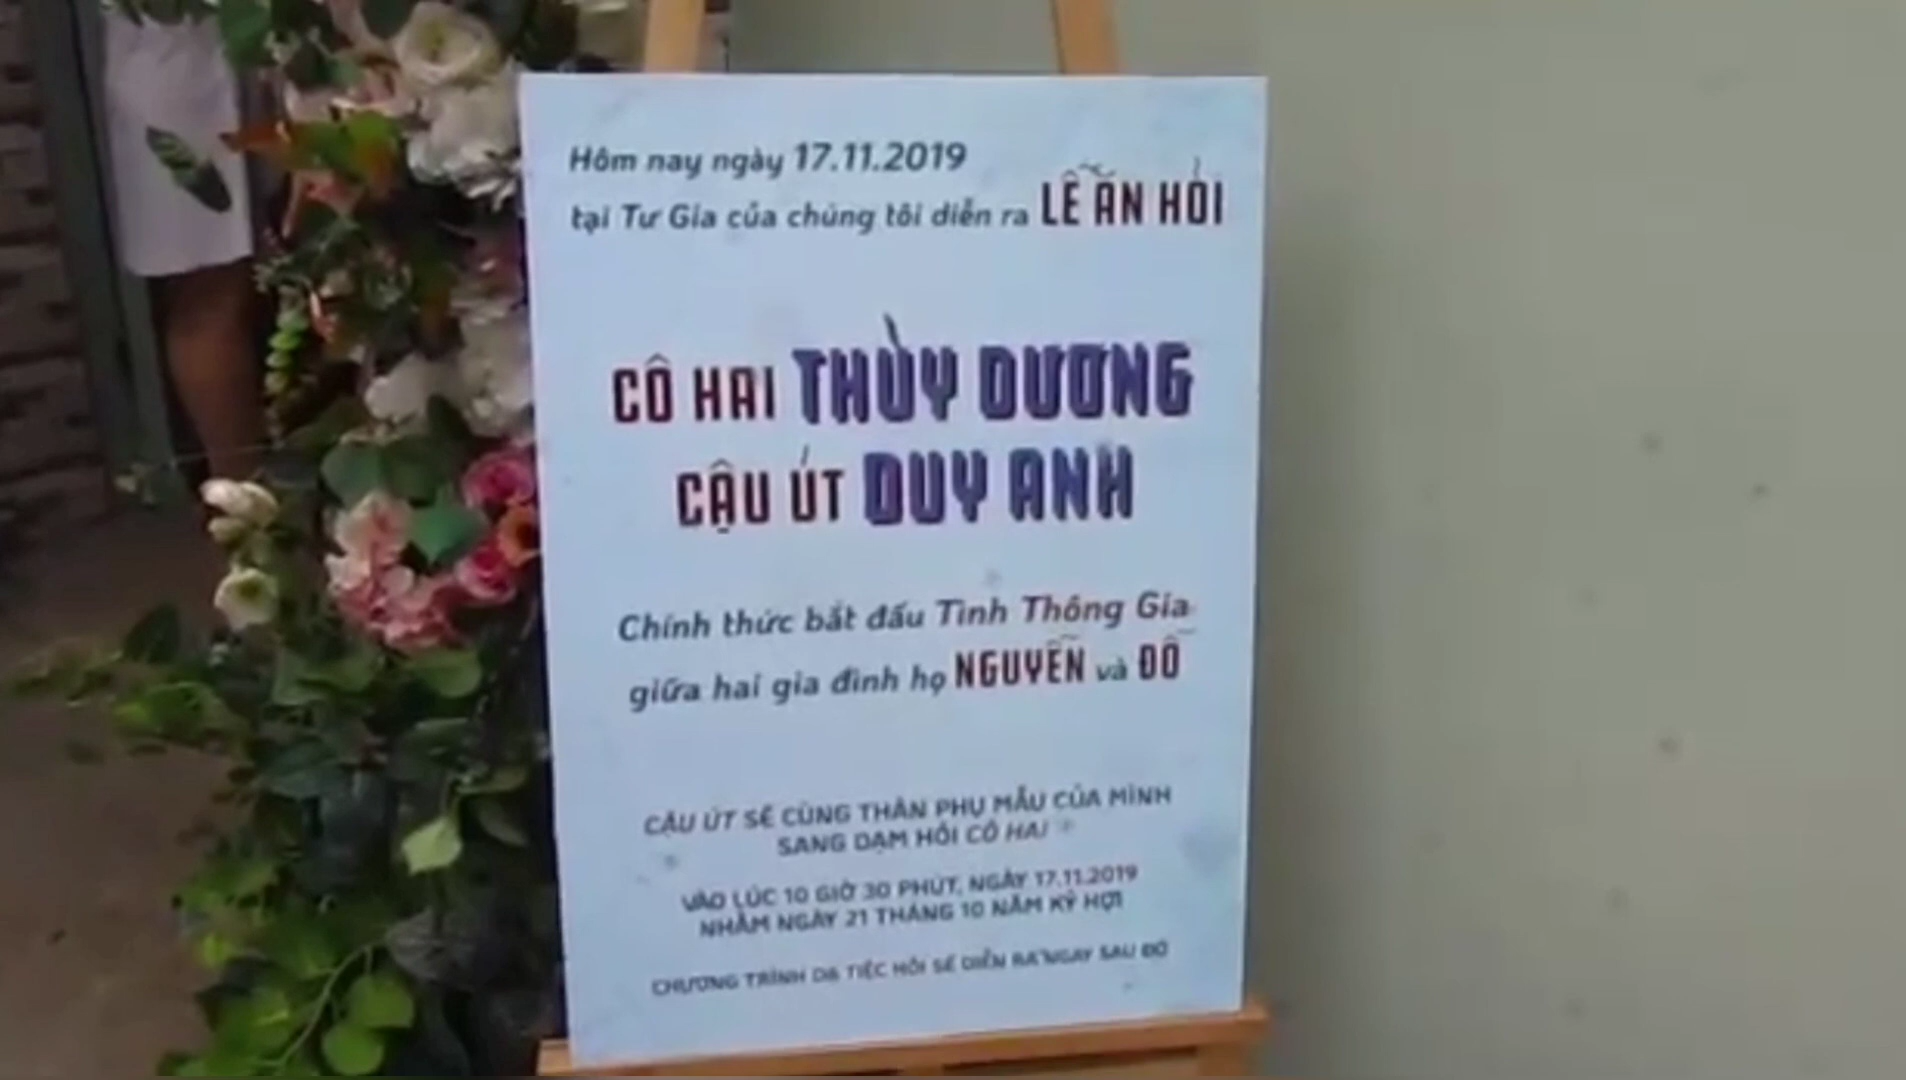 Hôm nay ngày 17.11.2019
tại Tư Gia của chúng tôi diễn ra LỄ ĂN HỎI
CÔ HAI THÙY DƯƠNG
CẬU ÚT DUY ANH
Chính thức bắt đầu Tình Thông Gia
giữa hai gia đình họ NGUYỄN và ĐỖ
CẬU ÚT SẼ CÙNG THÂN PHỤ MẪU CỦA MÌNH
SANG DẠM HỎI CÔ HAI
VÀO LÚC 10 GIỜ 30 PHÚT, NGÀY 17.11.2019
NHẰM NGÀY 21 THÁNG 10 NĂM KỶ HỢI
CHƯƠNG TRÌNH DẠ TIỆC HỎI SẼ DIỄN RA NGAY SAU ĐÓ